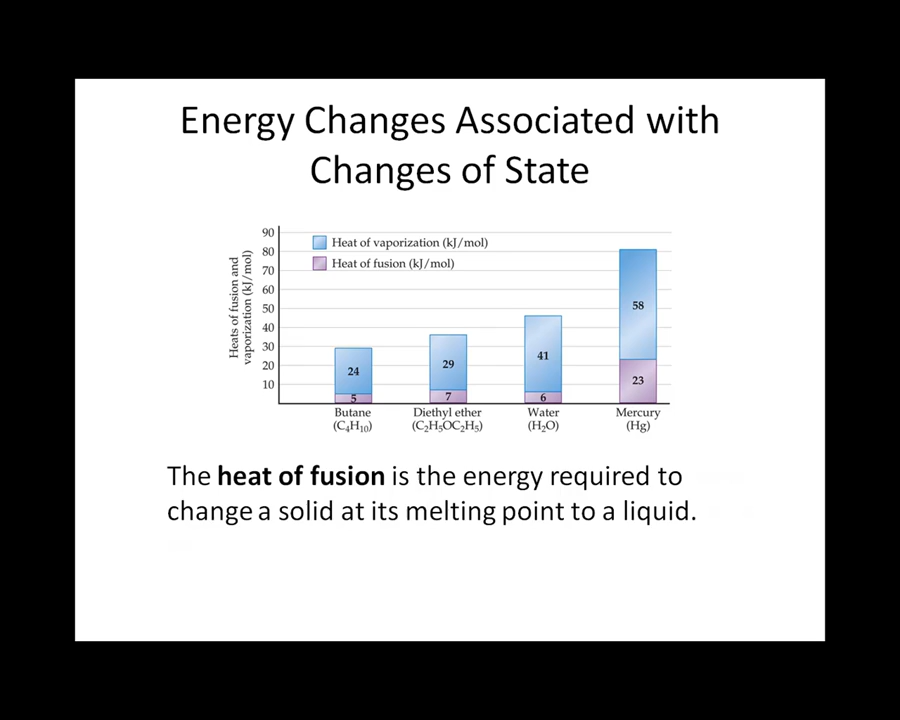 Energy Changes Associated with
Changes of State
Heats of fusion and
vaporization (kJ/mol)
90
80
70
60
50
40
30
20
10
Heat of vaporization (kJ/mol)
Heat of fusion (kJ/mol)
24
5
29
7
41
6
58
23
Butane
(C₄H₁₀)
Diethyl ether
(C₂H₅OC₂H₅)
Water
(H₂O)
Mercury
(Hg)
The heat of fusion is the energy required to
change a solid at its melting point to a liquid.